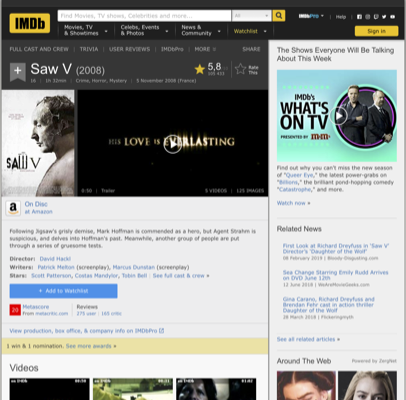 IMDb
Find Movies, TV shows, Celebrities and more...
All
IMDbPro
Help
Movies, TV & Showtimes
Celebs, Events & Photos
News & Community
Watchlist
Sign in
FULL CAST AND CREW | TRIVIA | USER REVIEWS | IMDbPro | MORE
SHARE
Saw V (2008)
5,8
Rate This
16 | 1h 32min | Crime, Horror, Mystery | 5 November 2008 (France)
SAW V
HIS LOVE IS EVERLASTING
0:50 | Trailer
5 VIDEOS | 125 IMAGES
On Disc
at Amazon
Following Jigsaw's grisly demise, Mark Hoffman is commended as a hero, but Agent Strahm is
suspicious, and delves into Hoffman's past. Meanwhile, another group of people are put
through a series of gruesome tests.
Director: David Hackl
Writers: Patrick Melton (screenplay), Marcus Dunstan (screenplay)
Stars: Scott Patterson, Costas Mandylor, Tobin Bell | See full cast & crew »
+ Add to Watchlist
20
Metascore
From metacritic.com
Reviews
275 user | 165 critic
View production, box office, & company info on IMDbPro
1 win & 1 nomination. See more awards »
Videos
The Shows Everyone Will Be Talking
About This Week
IMDb's
WHAT'S
ON TV
PRESENTED BY
Find out why you can't miss the new season
of "Queer Eye," the latest power-grabs on
"Billions," the brilliant pond-hopping comedy
"Catastrophe," and more.
Watch now »
Related News
First Look at Richard Dreyfuss in 'Saw V'
Director's 'Daughter of the Wolf'
08 February 2019 | Bloody-Disgusting.com
Sea Change Starring Emily Rudd Arrives
on DVD June 12th
12 June 2018 | WeAreMovieGeeks.com
Gina Carano, Richard Dreyfuss and
Brendan Fehr cast in action thriller
Daughter of the Wolf
28 March 2018 | Flickeringmyth
See all related articles »
Around The Web
Powered by ZergNet